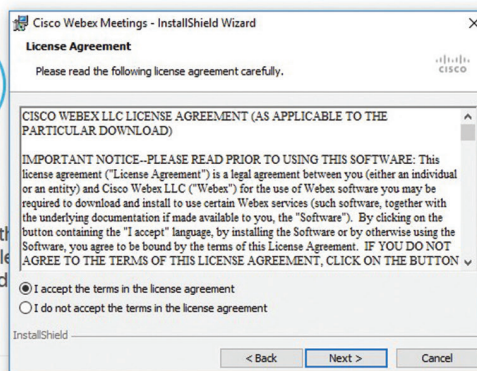 Cisco Webex Meetings - InstallShield Wizard
License Agreement
Please read the following license agreement carefully.
CISCO
CISCO WEBEX LLC LICENSE AGREEMENT (AS APPLICABLE TO THE
PARTICULAR DOWNLOAD)
IMPORTANT NOTICE--PLEASE READ PRIOR TO USING THIS SOFTWARE: This
license agreement ("License Agreement") is a legal agreement between you (either an individual
or an entity) and Cisco Webex LLC ("Webex") for the use of Webex software you may be
required to download and install to use certain Webex services (such software, together with
the underlying documentation if made available to you, the "Software"). By clicking on the
button containing the "I accept" language, by installing the Software or by otherwise using the
Software, you agree to be bound by the terms of this License Agreement. IF YOU DO NOT
AGREE TO THE TERMS OF THIS LICENSE AGREEMENT, CLICK ON THE BUTTON
I accept the terms in the license agreement
I do not accept the terms in the license agreement
InstallShield
< Back Next > Cancel